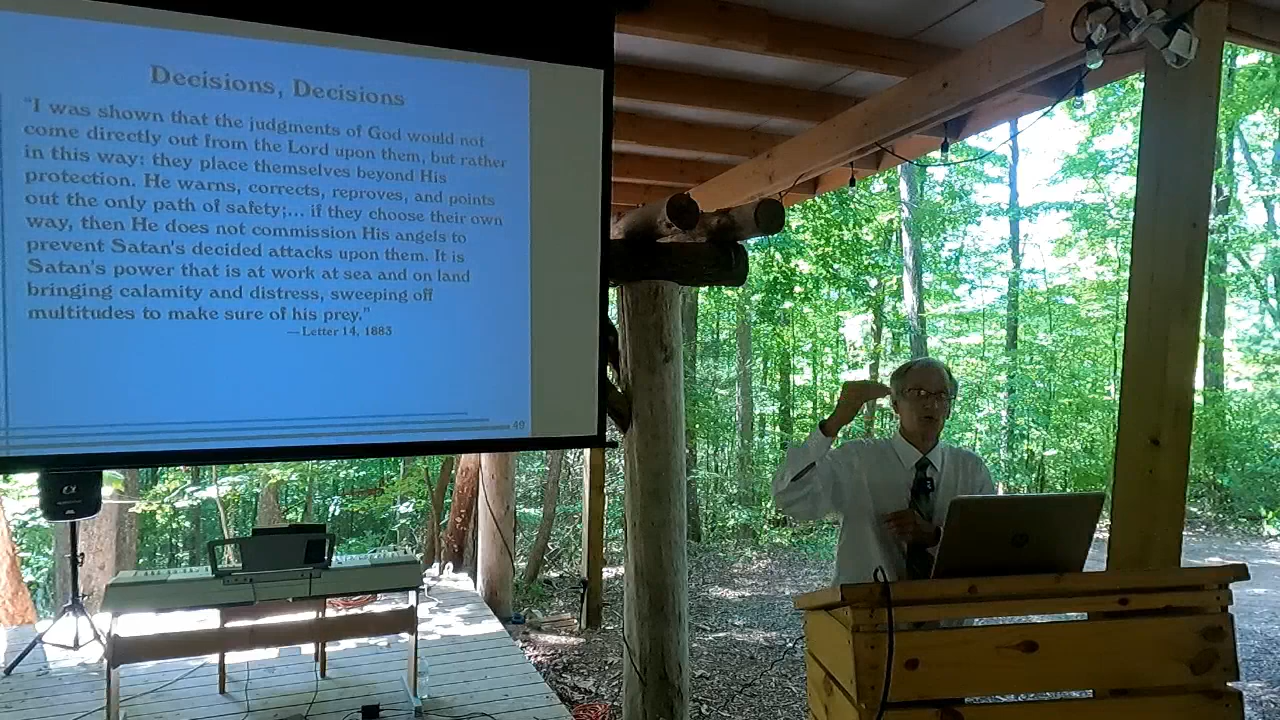 Decisions, Decisions
"I was shown that the judgments of God would not
come directly out from the Lord upon them, but rather
in this way: they place themselves beyond His
protection. He warns, corrects, reproves, and points
out the only path of safety;... if they choose their own
way, then He does not commission His angels to
prevent Satan's decided attacks upon them. It is
Satan's power that is at work at sea and on land
bringing calamity and distress, sweeping off
multitudes to make sure of his prey."
—Letter 14, 1883
49